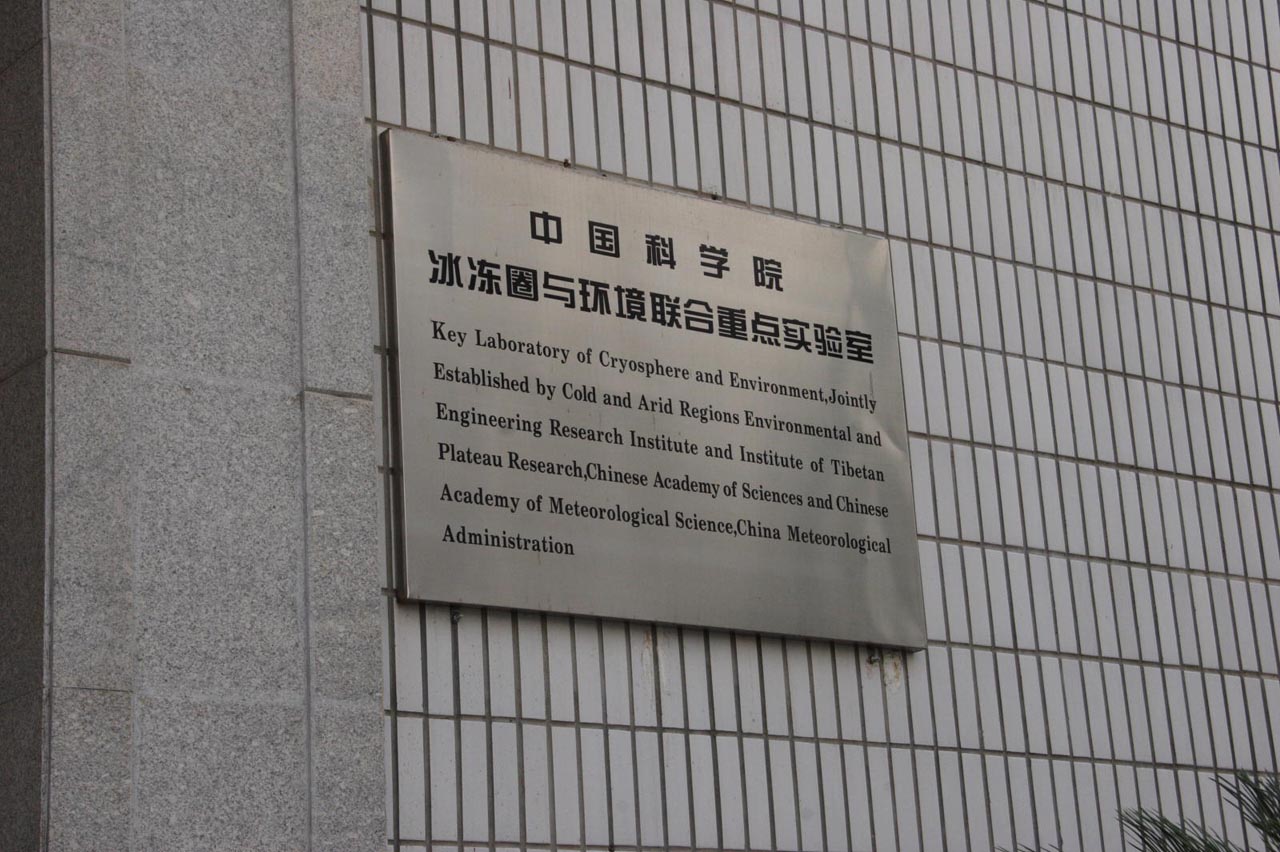 中国科学院
冰冻圈与环境联合重点实验室
Key Laboratory of Cryosphere and Environment,Jointly
Established by Cold and Arid Regions Environmental and
Engineering Research Institute and Institute of Tibetan
Plateau Research,Chinese Academy of Sciences and Chinese
Academy of Meteorological Science,China Meteorological
Administration